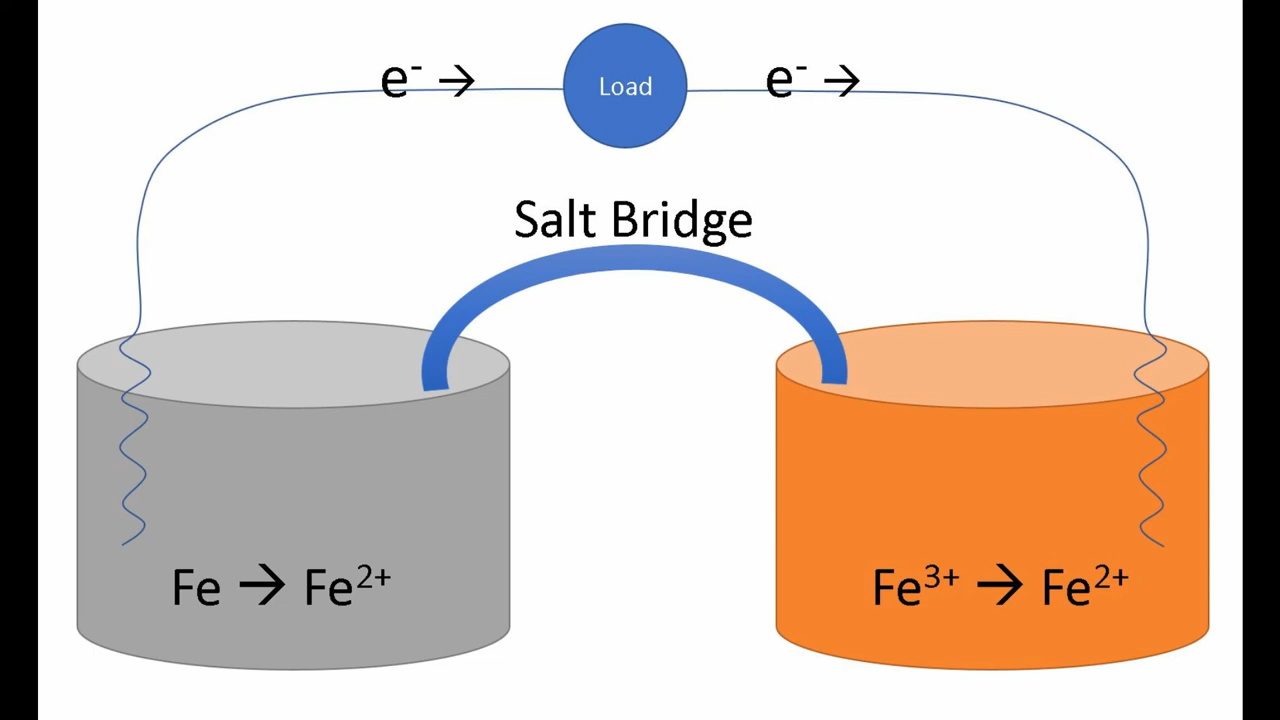 e⁻ → Load e⁻ →
Salt Bridge
Fe → Fe²⁺ Fe³⁺ → Fe²⁺